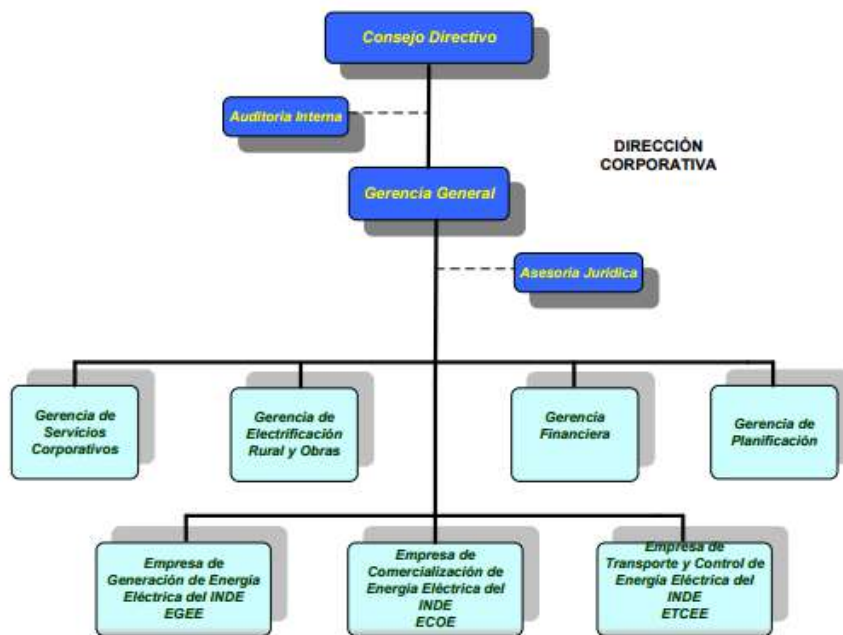 Consejo Directivo
Auditoria Interna
DIRECCIÓN
CORPORATIVA
Gerencia General
Asesoria Juridica
Gerencia de
Servicios
Corporativos
Gerencia de
Electrificación
Rural y Obras
Gerencia
Financiera
Gerencia de
Planificación
Empresa de
Generación de Energía
Eléctrica del INDE
EGEE
Empresa de
Comercialización de
Energía Eléctrica del
INDE
ECOE
Empresa de
Transporte y Control de
Energía Eléctrica del
INDE
ETCEE